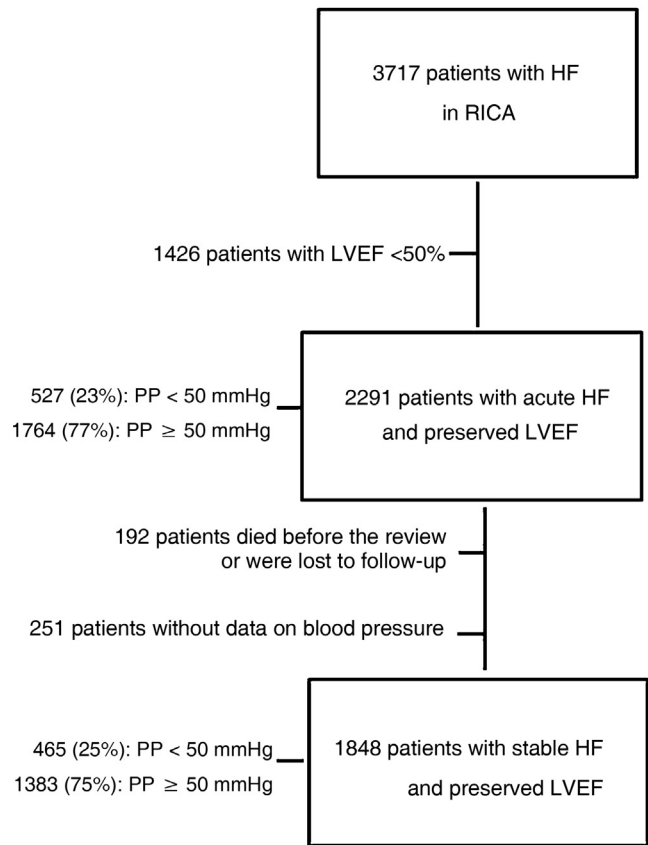 3717 patients with HF
in RICA
1426 patients with LVEF <50%
527 (23%): PP < 50 mmHg
1764 (77%): PP ≥ 50 mmHg
2291 patients with acute HF
and preserved LVEF
192 patients died before the review
or were lost to follow-up
251 patients without data on blood pressure
465 (25%): PP < 50 mmHg
1383 (75%): PP ≥ 50 mmHg
1848 patients with stable HF
and preserved LVEF